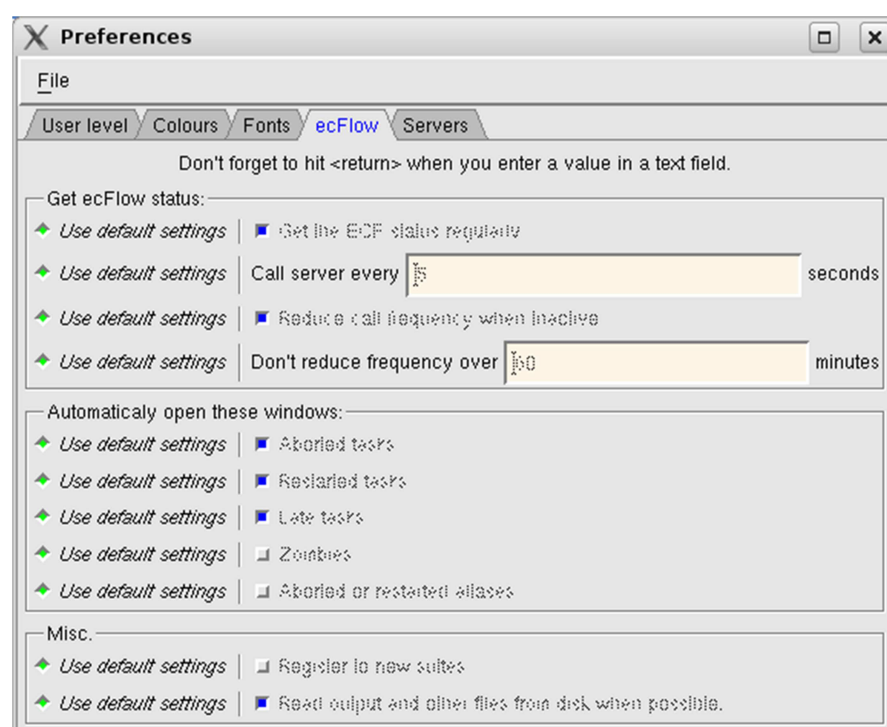 Preferences
File
User level Colours Fonts ecFlow Servers
Don't forget to hit <return> when you enter a value in a text field.
Get ecFlow status:
Use default settings Get the ECF status regularly
Use default settings Call server every 5 seconds
Use default settings Reduce call frequency when inactive
Use default settings Don't reduce frequency over 60 minutes
Automaticaly open these windows:
Use default settings Aborted tasks
Use default settings Restarted tasks
Use default settings Late tasks
Use default settings Zombies
Use default settings Aborted or restarted aliases
Misc.
Use default settings Register to new suites
Use default settings Read output and other files from disk when possible.